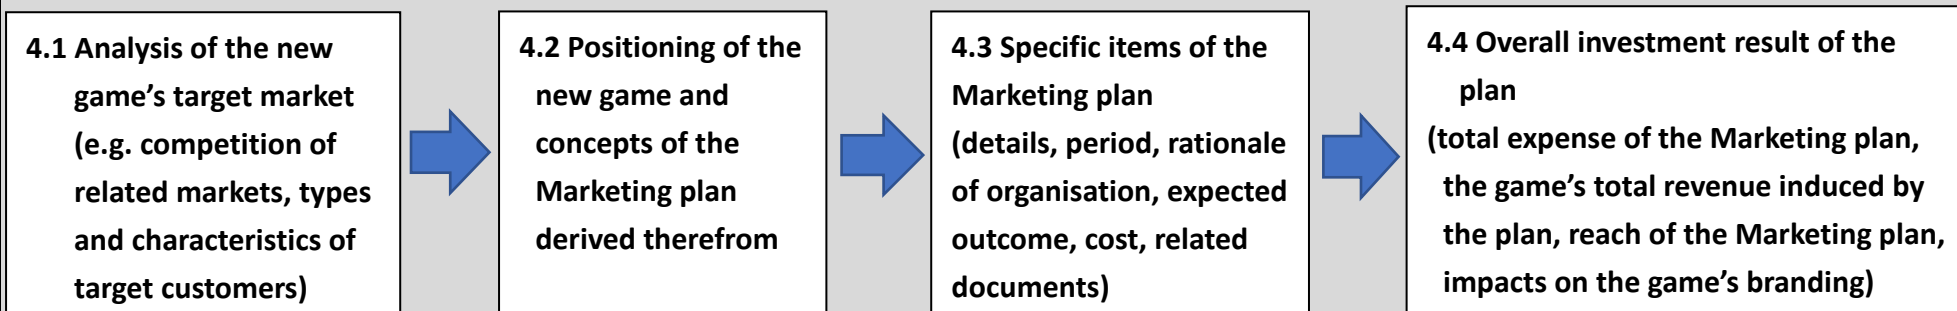 4.1 Analysis of the new
game’s target market
(e.g. competition of
related markets, types
and characteristics of
target customers)
4.2 Positioning of the
new game and
concepts of the
Marketing plan
derived therefrom
4.3 Specific items of the
Marketing plan
(details, period, rationale
of organisation, expected
outcome, cost, related
documents)
4.4 Overall investment result of the
plan
(total expense of the Marketing plan,
the game’s total revenue induced by
the plan, reach of the Marketing plan,
impacts on the game’s branding)